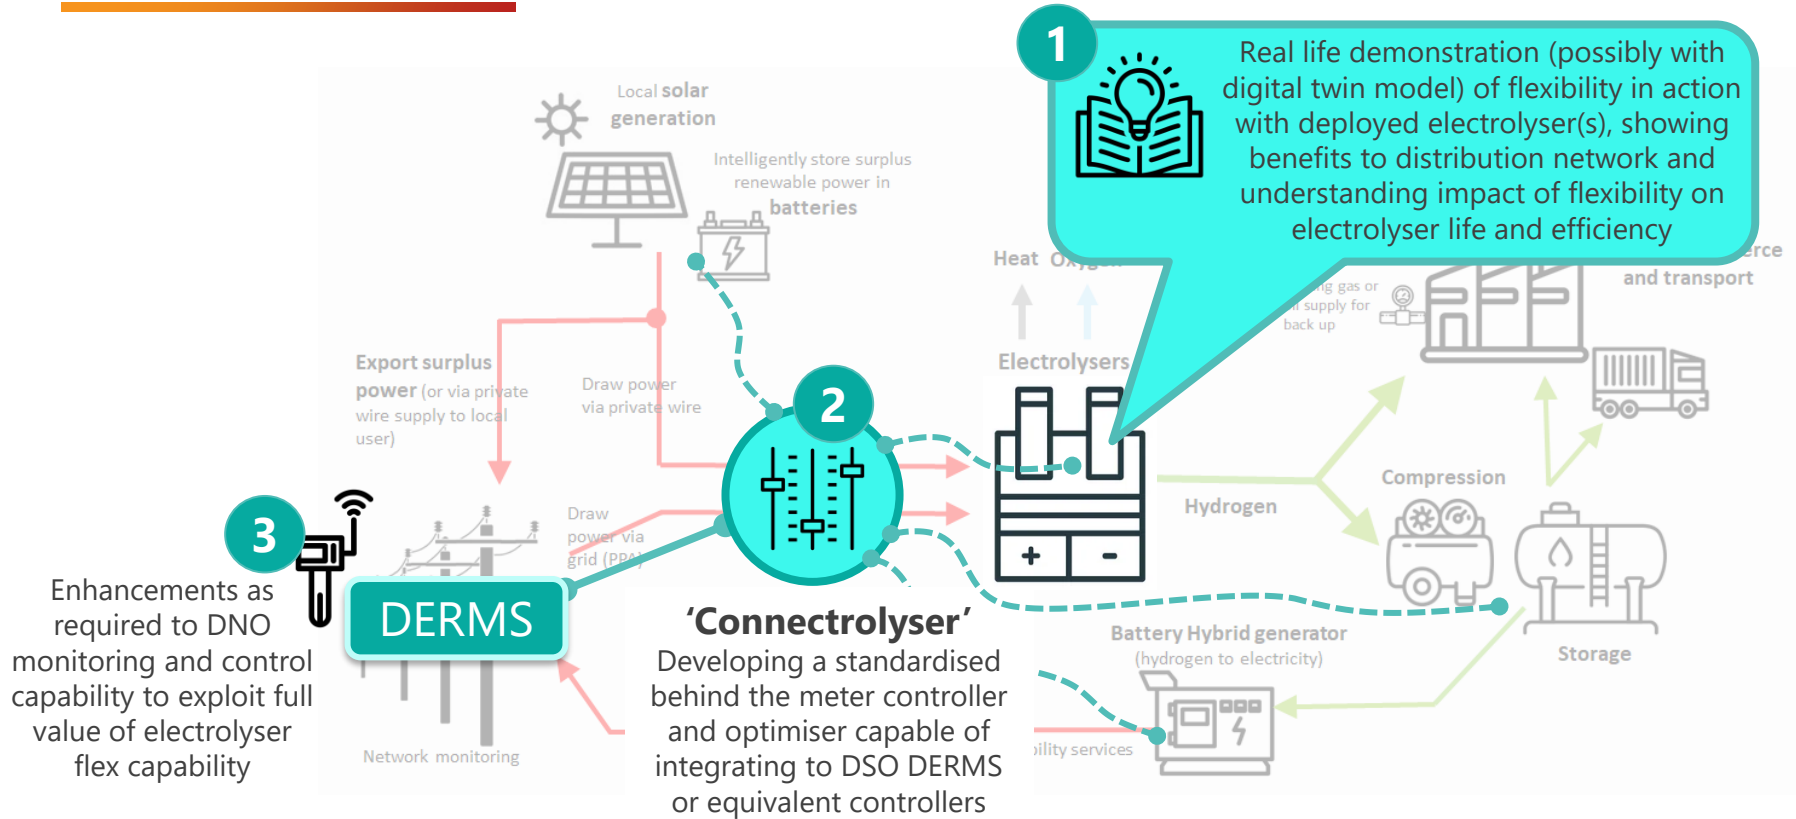 1
Real life demonstration (possibly with
digital twin model) of flexibility in action
with deployed electrolyser(s), showing
benefits to distribution network and
understanding impact of flexibility on
electrolyser life and efficiency
Local solar
generation
Intelligently store surplus
renewable power in
batteries
Heat
and transport
gas or
supply for
back up
Electrolysers
Export surplus
power (or via private
wire supply to local
user)
Draw power
via private wire
2
Compression
Hydrogen
3
Draw
power via
grid (PPA)
Enhancements as
required to DNO
monitoring and control
capability to exploit full
value of electrolyser
flex capability
DERMS
+ -
‘Connectrolyser’
Developing a standardised
behind the meter controller
and optimiser capable of
integrating to DSO DERMS
or equivalent controllers
Battery Hybrid generator
(hydrogen to electricity)
Storage
Network monitoring
services